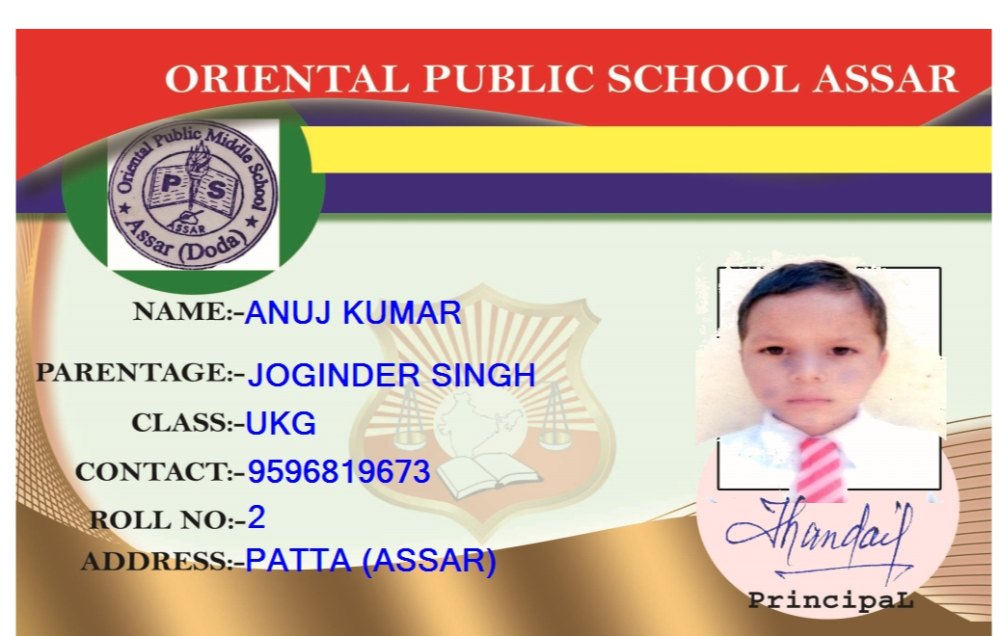 ORIENTAL PUBLIC SCHOOL ASSAR
Oriental Public Middle School
P S
ASSAR
★ Assar (Doda) ★
NAME:-ANUJ KUMAR
PARENTAGE:-JOGINDER SINGH
CLASS:-UKG
CONTACT:-9596819673
ROLL NO:-2
ADDRESS:-PATTA (ASSAR)
PrincipaL